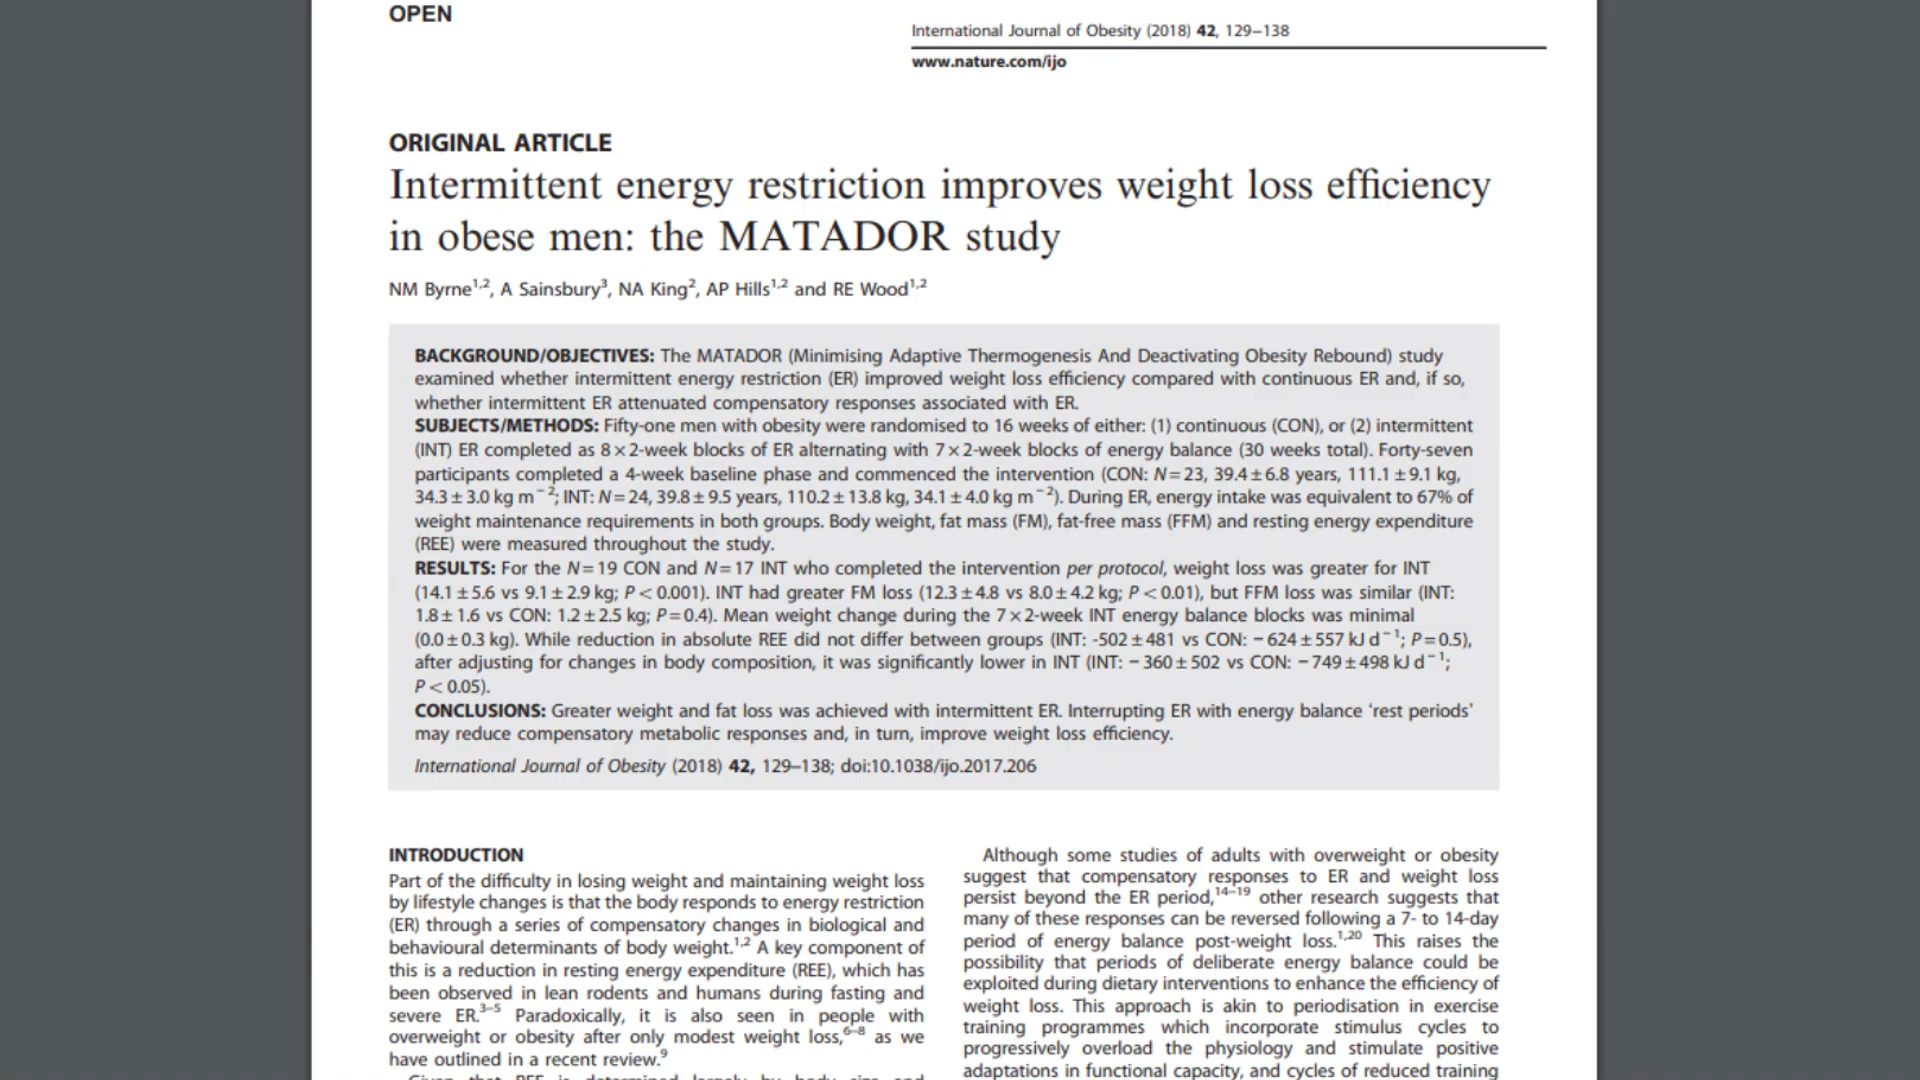 OPEN
International Journal of Obesity (2018) 42, 129–138
www.nature.com/ijo
ORIGINAL ARTICLE
Intermittent energy restriction improves weight loss efficiency
in obese men: the MATADOR study
NM Byrne1,2, A Sainsbury3, NA King2, AP Hills1,2 and RE Wood1,2
BACKGROUND/OBJECTIVES: The MATADOR (Minimising Adaptive Thermogenesis And Deactivating Obesity Rebound) study
examined whether intermittent energy restriction (ER) improved weight loss efficiency compared with continuous ER and, if so,
whether intermittent ER attenuated compensatory responses associated with ER.
SUBJECTS/METHODS: Fifty-one men with obesity were randomised to 16 weeks of either: (1) continuous (CON), or (2) intermittent
(INT) ER completed as 8 × 2-week blocks of ER alternating with 7 × 2-week blocks of energy balance (30 weeks total). Forty-seven
participants completed a 4-week baseline phase and commenced the intervention (CON: N = 23, 39.4 ± 6.8 years, 111.1 ± 9.1 kg,
34.3 ± 3.0 kg m−2; INT: N = 24, 39.8 ± 9.5 years, 110.2 ± 13.8 kg, 34.1 ± 4.0 kg m−2). During ER, energy intake was equivalent to 67% of
weight maintenance requirements in both groups. Body weight, fat mass (FM), fat-free mass (FFM) and resting energy expenditure
(REE) were measured throughout the study.
RESULTS: For the N = 19 CON and N = 17 INT who completed the intervention per protocol, weight loss was greater for INT
(14.1 ± 5.6 vs 9.1 ± 2.9 kg; P < 0.001). INT had greater FM loss (12.3 ± 4.8 vs 8.0 ± 4.2 kg; P < 0.01), but FFM loss was similar (INT:
1.8 ± 1.6 vs CON: 1.2 ± 2.5 kg; P = 0.4). Mean weight change during the 7 × 2-week INT energy balance blocks was minimal
(0.0 ± 0.3 kg). While reduction in absolute REE did not differ between groups (INT: -502 ± 481 vs CON: −624 ± 557 kJ d−1; P = 0.5),
after adjusting for changes in body composition, it was significantly lower in INT (INT: −360 ± 502 vs CON: −749 ± 498 kJ d−1;
P < 0.05).
CONCLUSIONS: Greater weight and fat loss was achieved with intermittent ER. Interrupting ER with energy balance ‘rest periods’
may reduce compensatory metabolic responses and, in turn, improve weight loss efficiency.
International Journal of Obesity (2018) 42, 129–138; doi:10.1038/ijo.2017.206
INTRODUCTION
Part of the difficulty in losing weight and maintaining weight loss
by lifestyle changes is that the body responds to energy restriction
(ER) through a series of compensatory changes in biological and
behavioural determinants of body weight.1,2 A key component of
this is a reduction in resting energy expenditure (REE), which has
been observed in lean rodents and humans during fasting and
severe ER.3–5 Paradoxically, it is also seen in people with
overweight or obesity after only modest weight loss,6–8 as we
have outlined in a recent review.9
Given that REE is determined largely by body size and
Although some studies of adults with overweight or obesity
suggest that compensatory responses to ER and weight loss
persist beyond the ER period,14–19 other research suggests that
many of these responses can be reversed following a 7- to 14-day
period of energy balance post-weight loss.1,20 This raises the
possibility that periods of deliberate energy balance could be
exploited during dietary interventions to enhance the efficiency of
weight loss. This approach is akin to periodisation in exercise
training programmes which incorporate stimulus cycles to
progressively overload the physiology and stimulate positive
adaptations in functional capacity, and cycles of reduced training